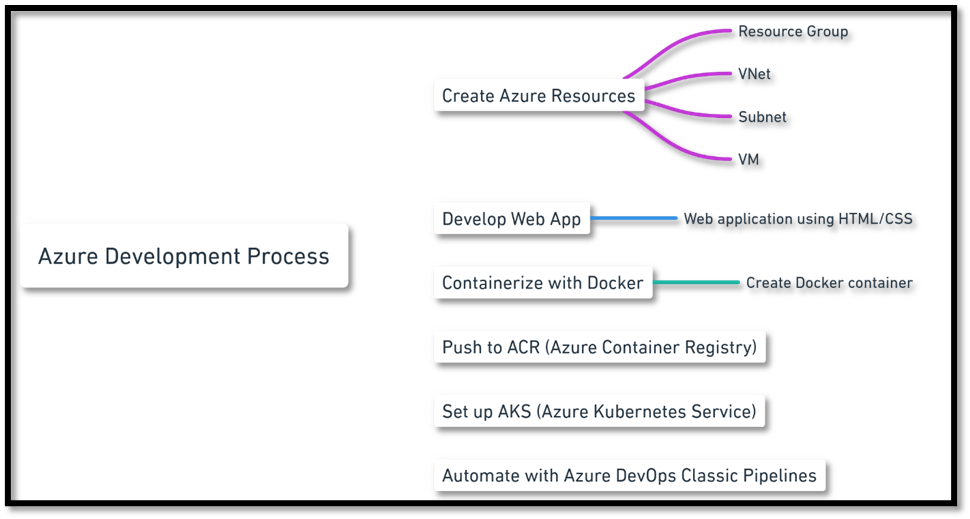 Azure Development Process
Create Azure Resources
Resource Group
VNet
Subnet
VM
Develop Web App
Web application using HTML/CSS
Containerize with Docker
Create Docker container
Push to ACR (Azure Container Registry)
Set up AKS (Azure Kubernetes Service)
Automate with Azure DevOps Classic Pipelines